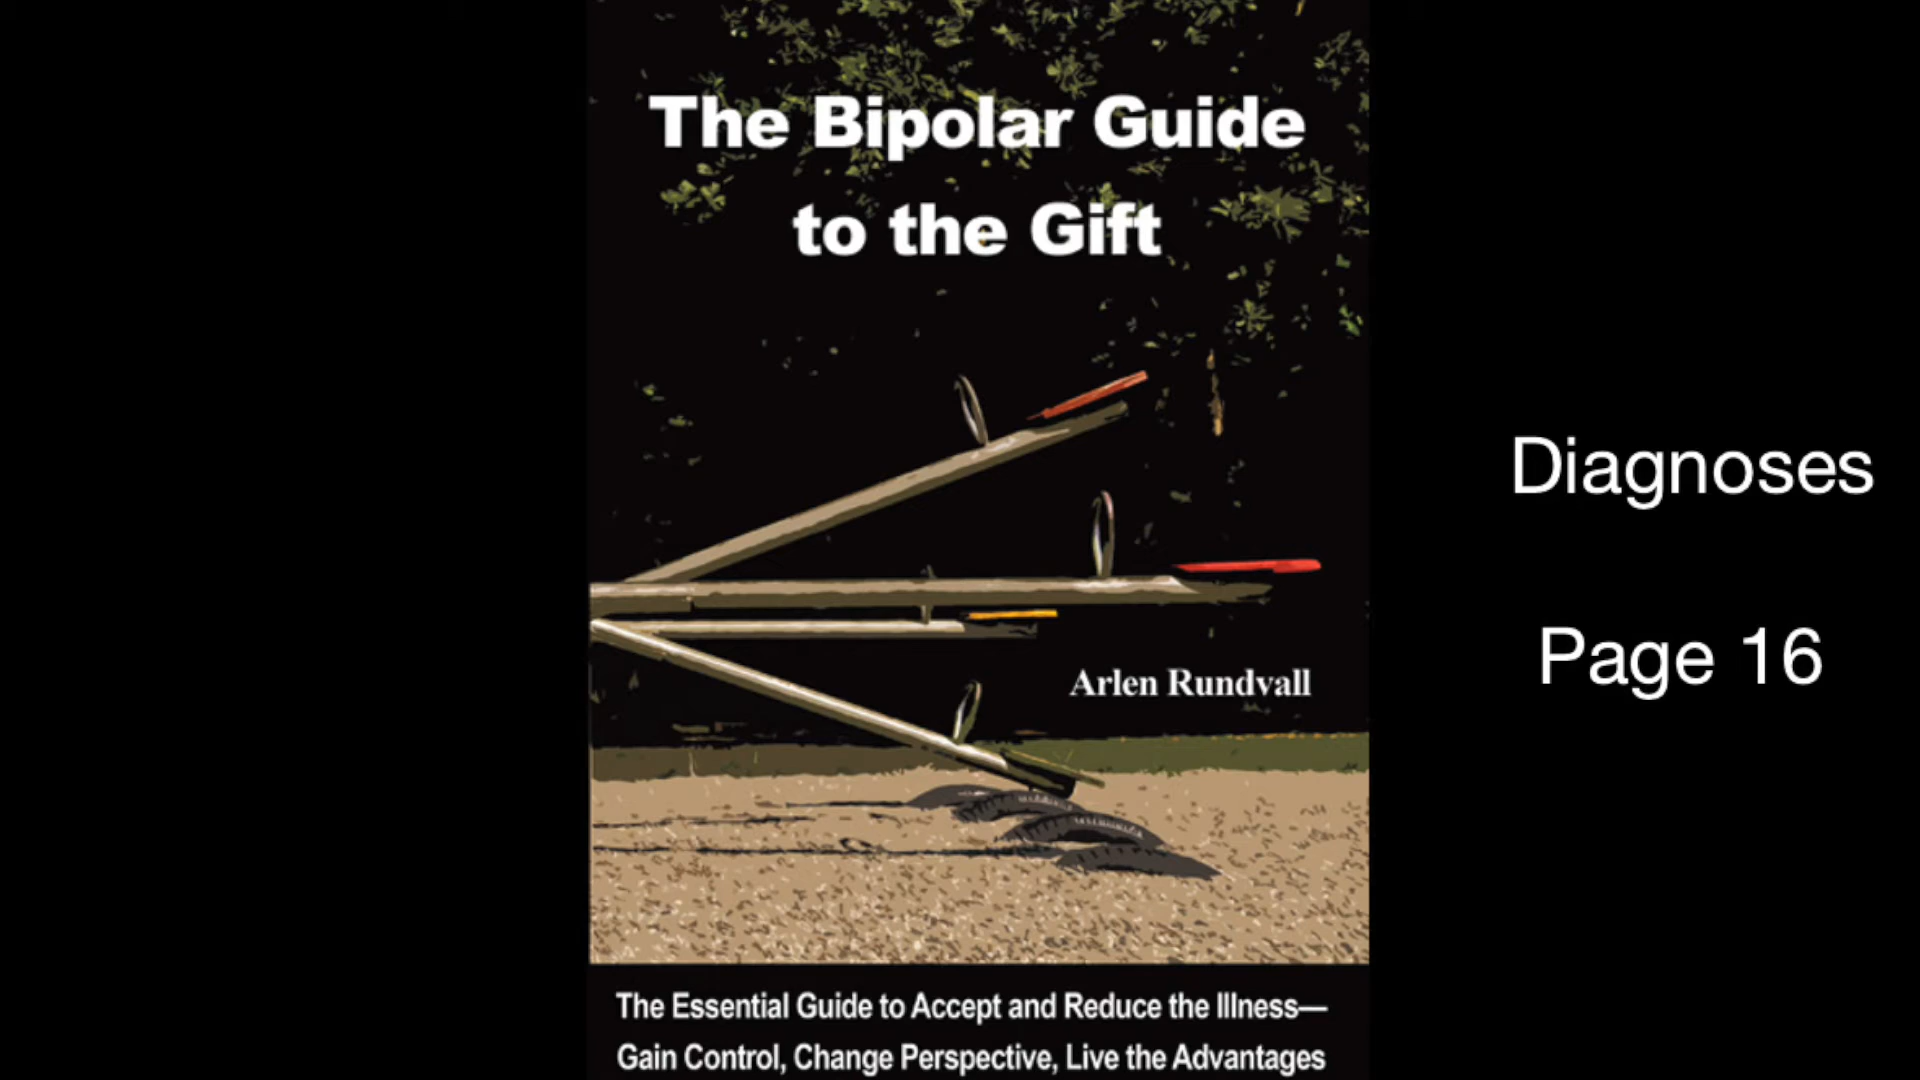 The Bipolar Guide
to the Gift
Arlen Rundvall
The Essential Guide to Accept and Reduce the Illness—
Gain Control, Change Perspective, Live the Advantages
Diagnoses
Page 16